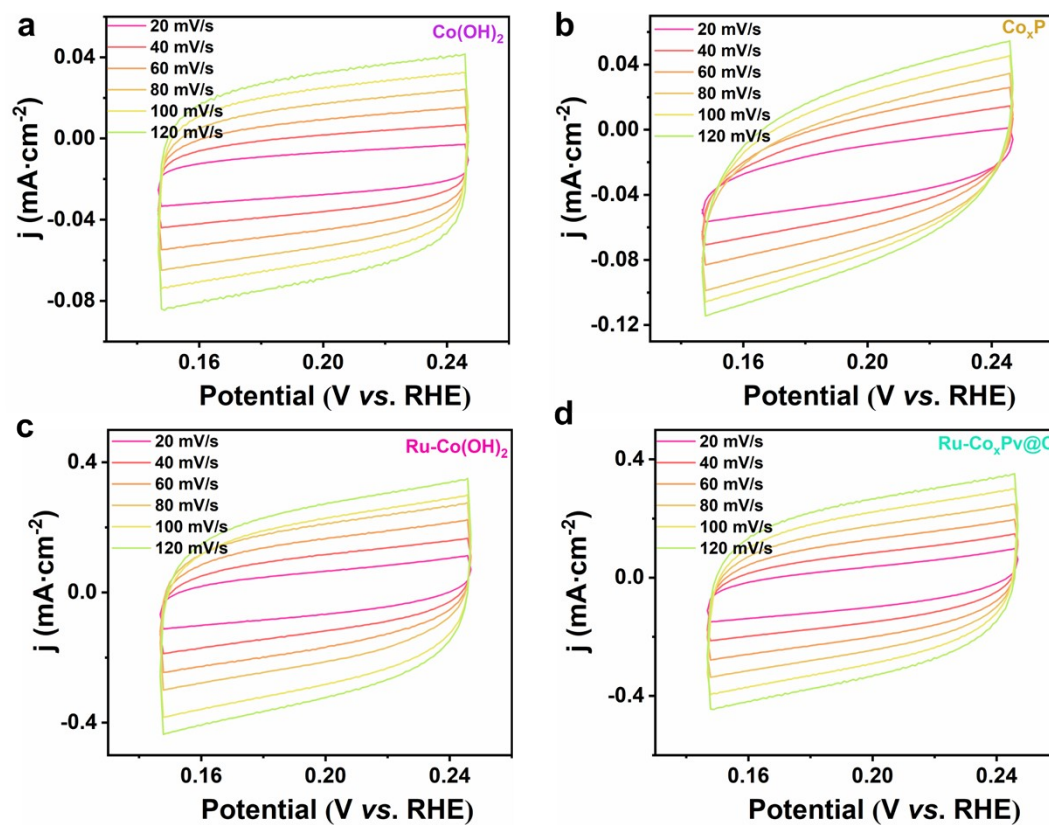 a
20 mV/s
40 mV/s
60 mV/s
80 mV/s
100 mV/s
120 mV/s
Co(OH)₂
0.04
0.00
-0.04
-0.08
j (mA·cm⁻²)
0.16 0.20 0.24
Potential (V vs. RHE)
b
20 mV/s
40 mV/s
60 mV/s
80 mV/s
100 mV/s
120 mV/s
CoₓP
0.04
0.00
-0.04
-0.08
-0.12
j (mA·cm⁻²)
0.16 0.20 0.24
Potential (V vs. RHE)
c
20 mV/s
40 mV/s
60 mV/s
80 mV/s
100 mV/s
120 mV/s
Ru-Co(OH)₂
0.4
0.0
-0.4
j (mA·cm⁻²)
0.16 0.20 0.24
Potential (V vs. RHE)
d
20 mV/s
40 mV/s
60 mV/s
80 mV/s
100 mV/s
120 mV/s
Ru-CoₓPv@C
0.4
0.0
-0.4
j (mA·cm⁻²)
0.16 0.20 0.24
Potential (V vs. RHE)